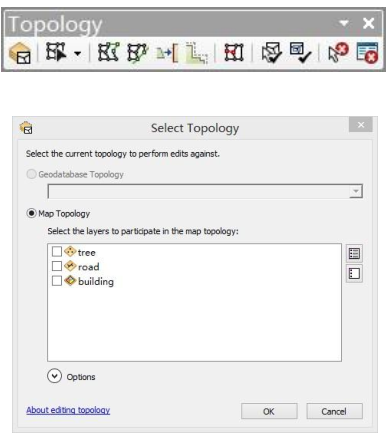 Topology
Select Topology
Select the current topology to perform edits against.
Geodatabase Topology
Map Topology
Select the layers to participate in the map topology:
tree
road
building
Options
About editing topology
OK
Cancel